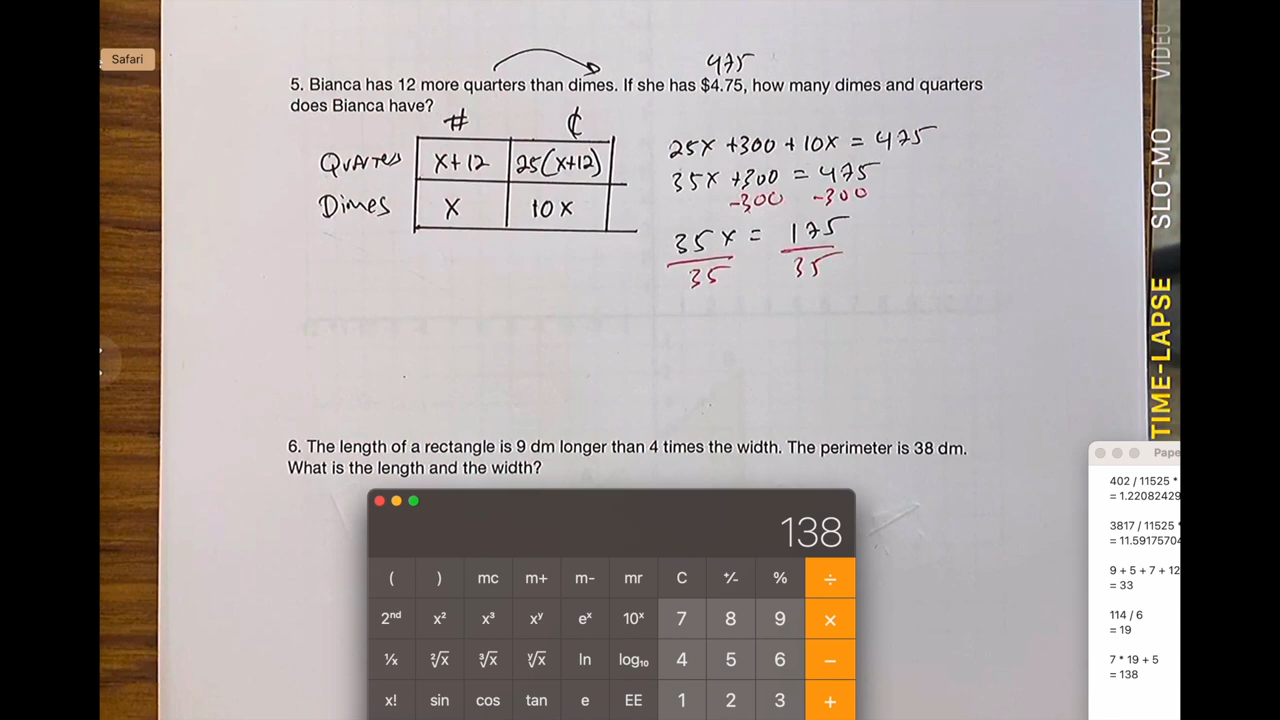 Safari
475
5. Bianca has 12 more quarters than dimes. If she has $4.75, how many dimes and quarters
does Bianca have?
# ¢
Quarters x+12 25(x+12)
Dimes x 10x
25x +300 + 10x = 475
35x +300 = 475
-300 -300
35x = 175
35 35
6. The length of a rectangle is 9 dm longer than 4 times the width. The perimeter is 38 dm.
What is the length and the width?
138
( ) mc m+ m- mr C +/- % ÷
2nd x² x³ xʸ eˣ 10ˣ 7 8 9 ×
¹/x ²√x ³√x ʸ√x ln log₁₀ 4 5 6 −
x! sin cos tan e EE 1 2 3 +
TIME-LAPSE SLO-MO VIDEO
Pape
402 / 11525 *
= 1.22082429
3817 / 11525 *
= 11.59175704
9 + 5 + 7 + 12
= 33
114 / 6
= 19
7 * 19 + 5
= 138